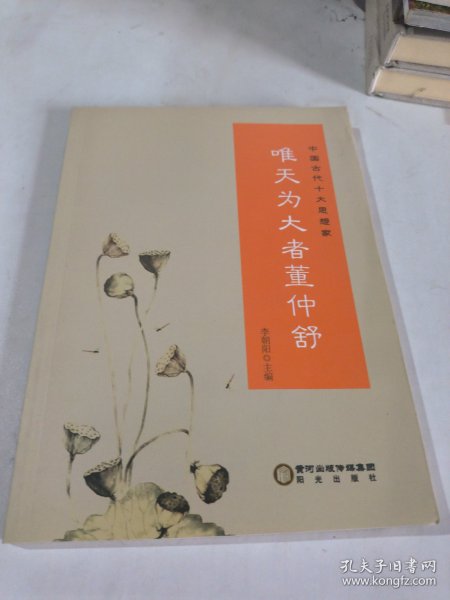 中国古代十大思想家
唯天为大者董仲舒
李朝阳◎主编
黄河出版传媒集团
阳光出版社
孔夫子旧书网
www.kongfz.com